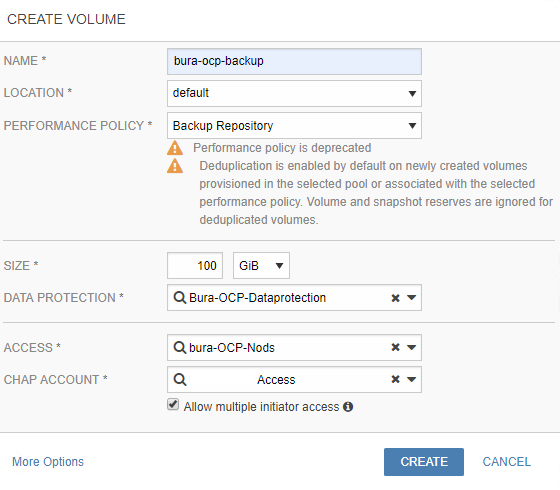 CREATE VOLUME
NAME * bura-ocp-backup
LOCATION * default
PERFORMANCE POLICY * Backup Repository
Performance policy is deprecated
Deduplication is enabled by default on newly created volumes
provisioned in the selected pool or associated with the selected
performance policy. Volume and snapshot reserves are ignored for
deduplicated volumes.
SIZE * 100 GiB
DATA PROTECTION * Bura-OCP-Dataprotection
ACCESS * bura-OCP-Nods
CHAP ACCOUNT * Access
Allow multiple initiator access
More Options CREATE CANCEL